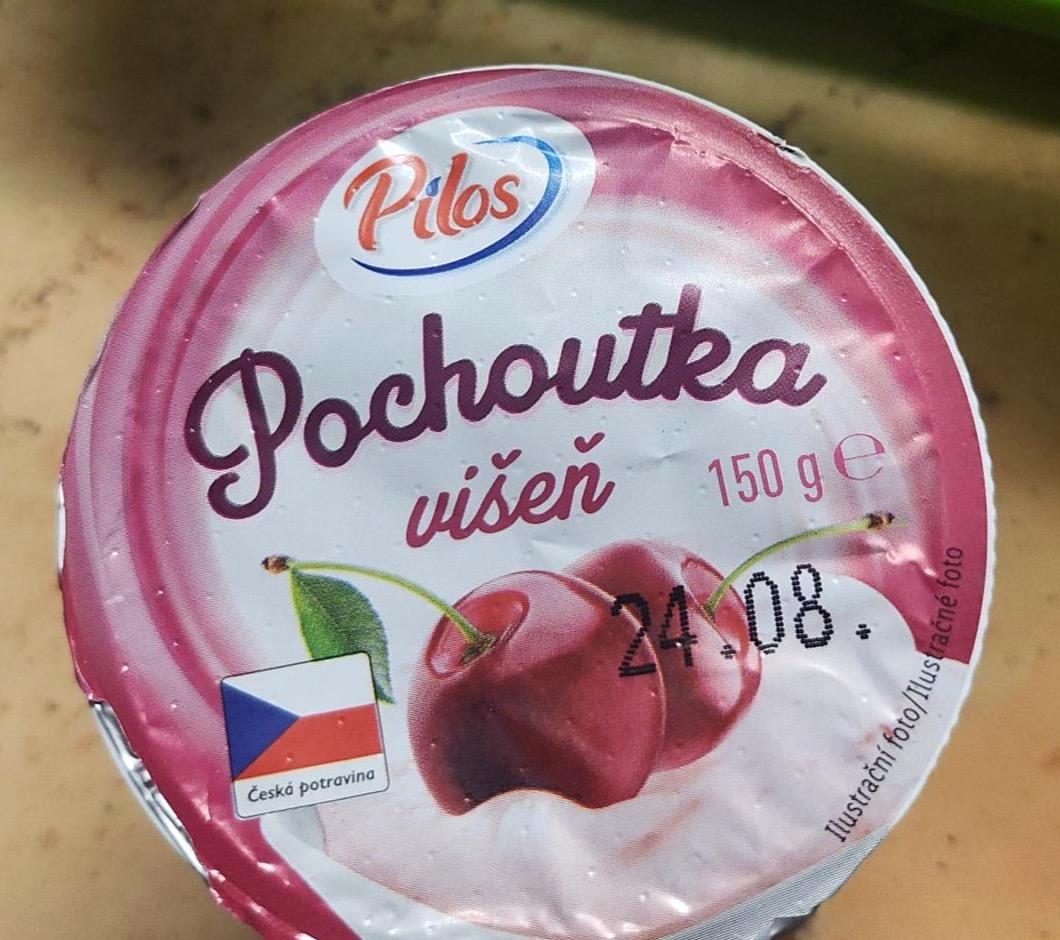 Pilos
Pochoutka
višeň
150 g ℮
24.08.
Česká potravina
Ilustrační foto/Ilustračné foto